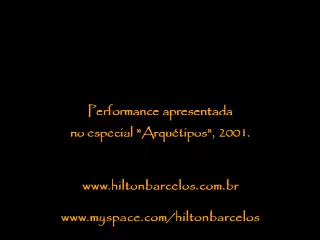 Performance apresentada
no especial "Arquétipos", 2001.
www.hiltonbarcelos.com.br
www.myspace.com/hiltonbarcelos